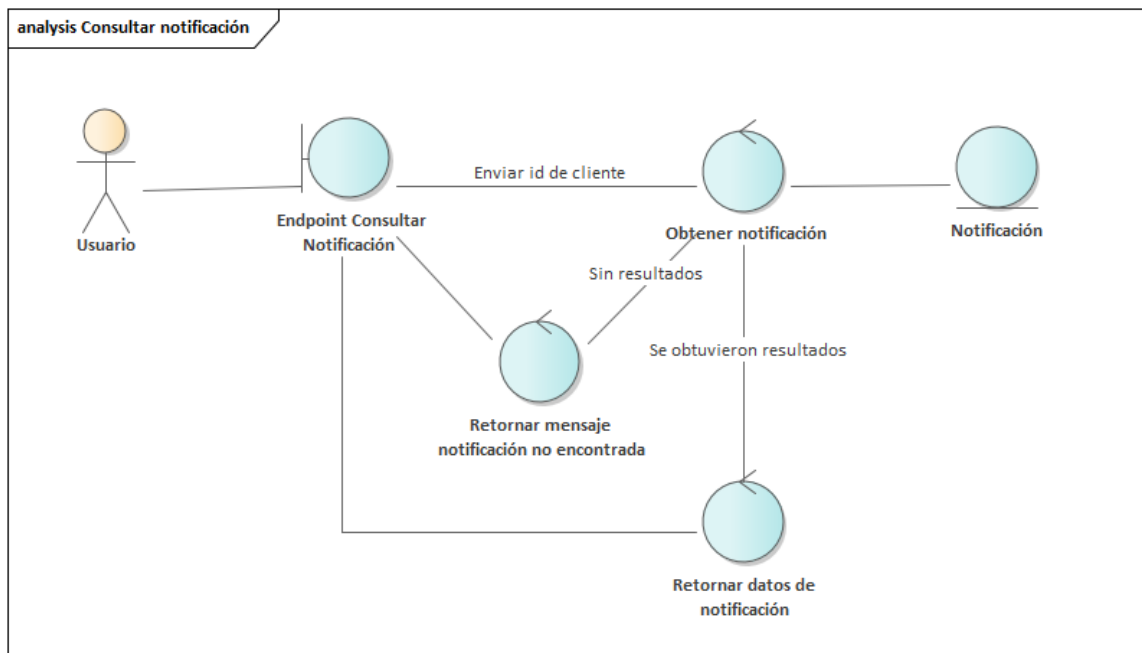 analysis Consultar notificación
Enviar id de cliente
Usuario
Endpoint Consultar
Notificación
Obtener notificación
Notificación
Sin resultados
Se obtuvieron resultados
Retornar mensaje
notificación no encontrada
Retornar datos de
notificación